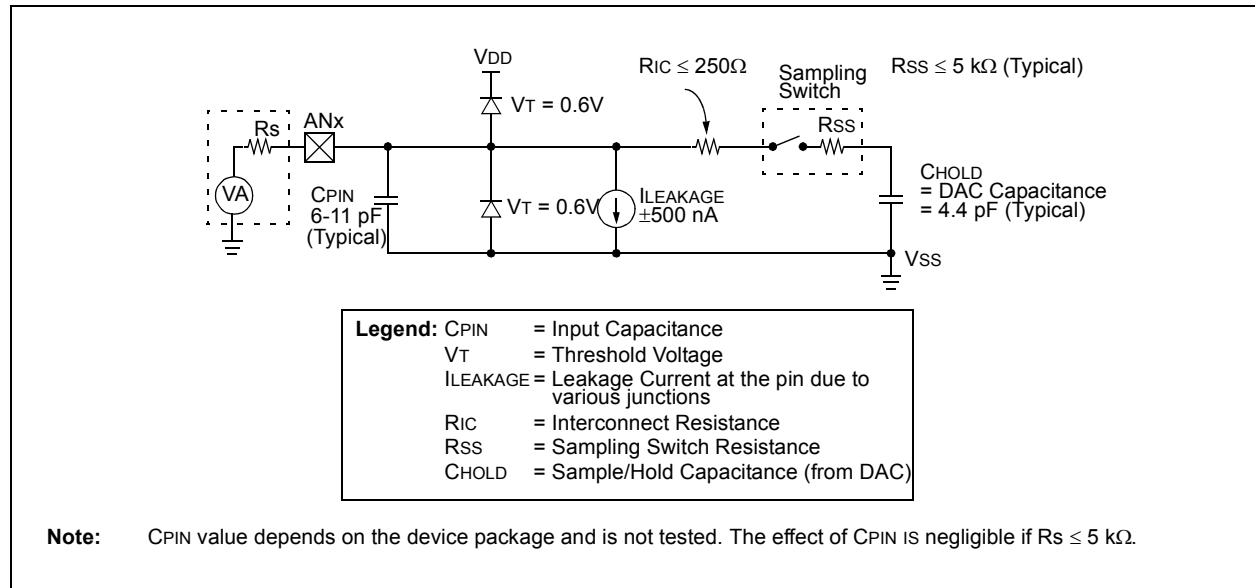 VDD
RIC ≤ 250Ω
Sampling
Switch
RSS ≤ 5 kΩ (Typical)
VT = 0.6V
Rs
ANx
RSS
VA
CPIN
6-11 pF
(Typical)
VT = 0.6V
ILEAKAGE
±500 nA
CHOLD
= DAC Capacitance
= 4.4 pF (Typical)
VSS
Legend: CPIN = Input Capacitance
VT = Threshold Voltage
ILEAKAGE = Leakage Current at the pin due to
various junctions
RIC = Interconnect Resistance
RSS = Sampling Switch Resistance
CHOLD = Sample/Hold Capacitance (from DAC)
Note: CPIN value depends on the device package and is not tested. The effect of CPIN IS negligible if Rs ≤ 5 kΩ.